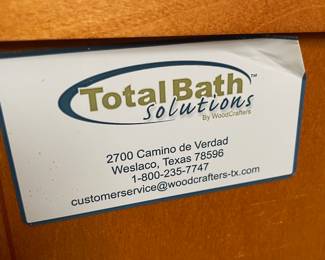 Total Bath™
Solutions
By WoodCrafters
2700 Camino de Verdad
Weslaco, Texas 78596
1-800-235-7747
customerservice@woodcrafters-tx.com